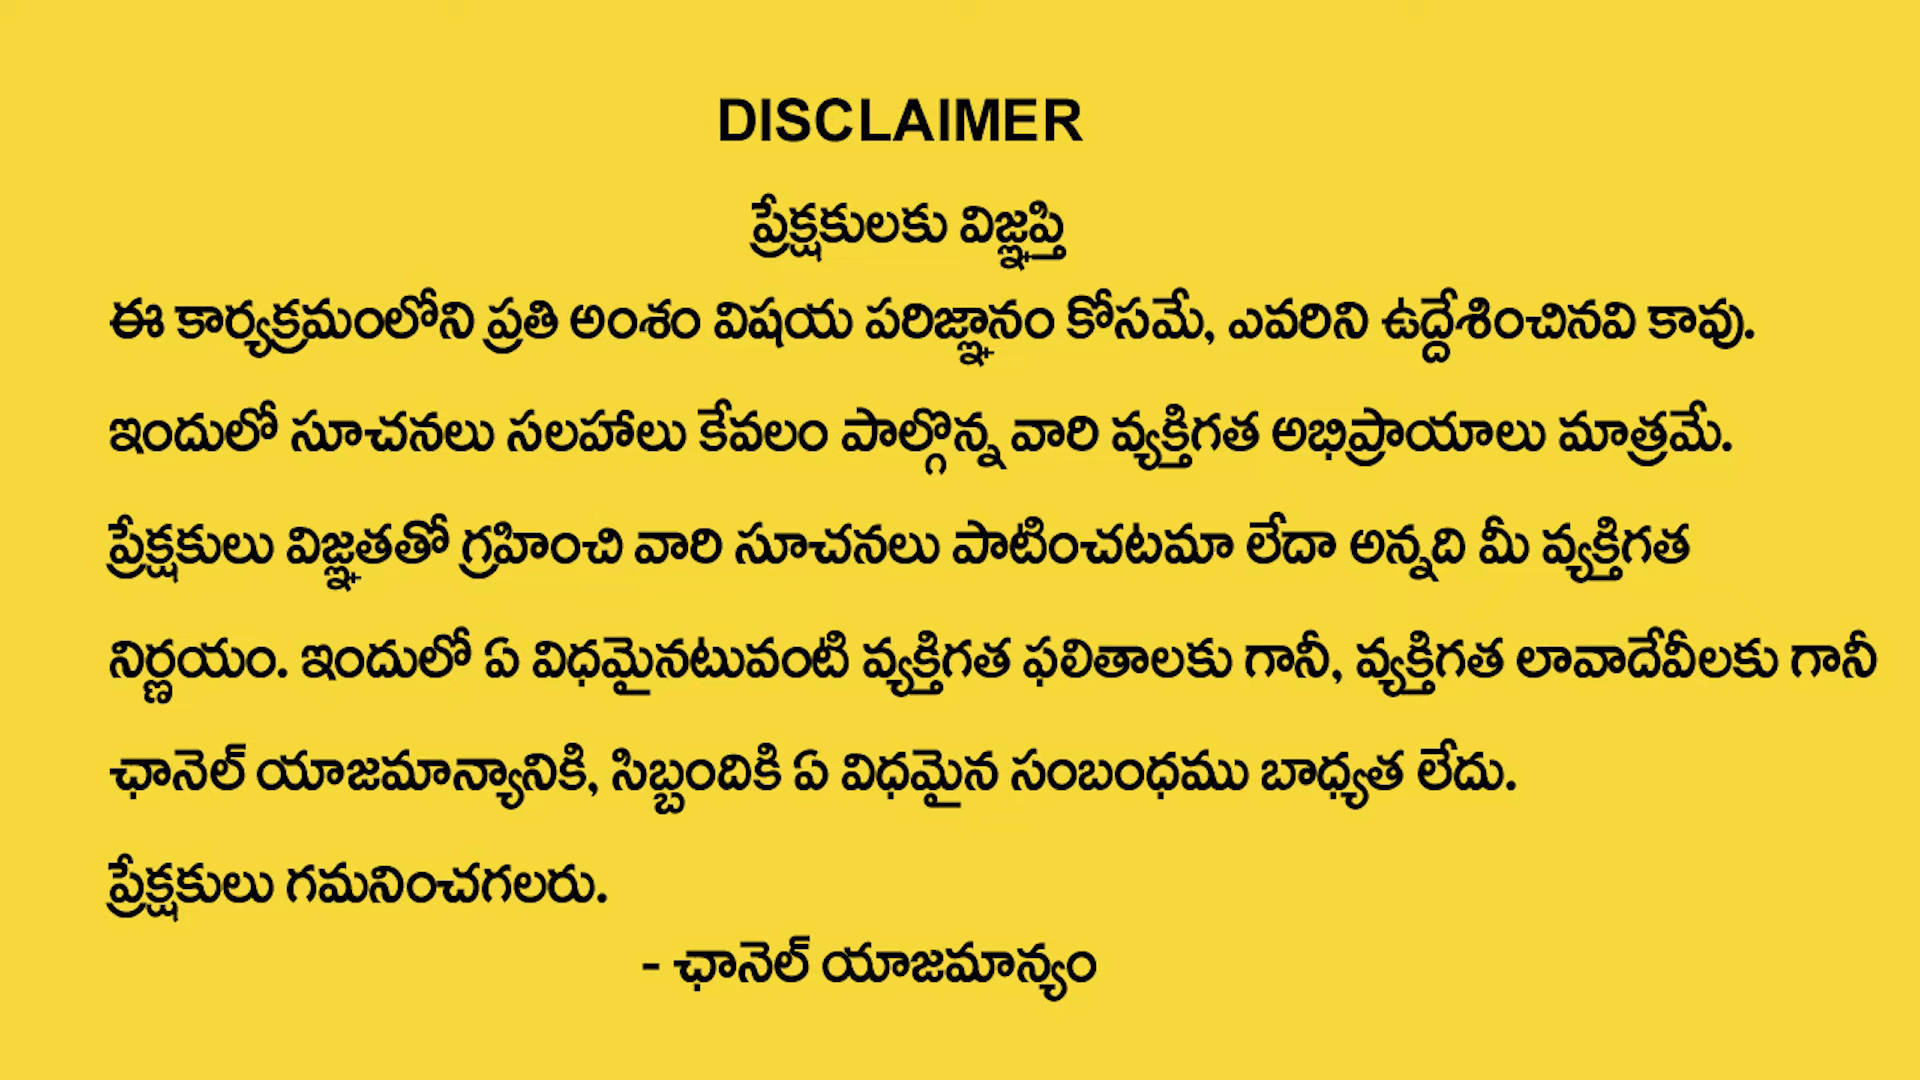 DISCLAIMER
ప్రేక్షకులకు విజ్ఞప్తి
ఈ కార్యక్రమంలోని ప్రతి అంశం విషయ పరిజ్ఞానం కోసమే, ఎవరిని ఉద్దేశించినవి కావు.
ఇందులో సూచనలు సలహాలు కేవలం పాల్గొన్న వారి వ్యక్తిగత అభిప్రాయాలు మాత్రమే.
ప్రేక్షకులు విజ్ఞతతో గ్రహించి వారి సూచనలు పాటించటమా లేదా అన్నది మీ వ్యక్తిగత
నిర్ణయం. ఇందులో ఏ విధమైనటువంటి వ్యక్తిగత ఫలితాలకు గానీ, వ్యక్తిగత లావాదేవీలకు గానీ
ఛానెల్ యాజమాన్యానికి, సిబ్బందికి ఏ విధమైన సంబంధము బాధ్యత లేదు.
ప్రేక్షకులు గమనించగలరు.
- ఛానెల్ యాజమాన్యం